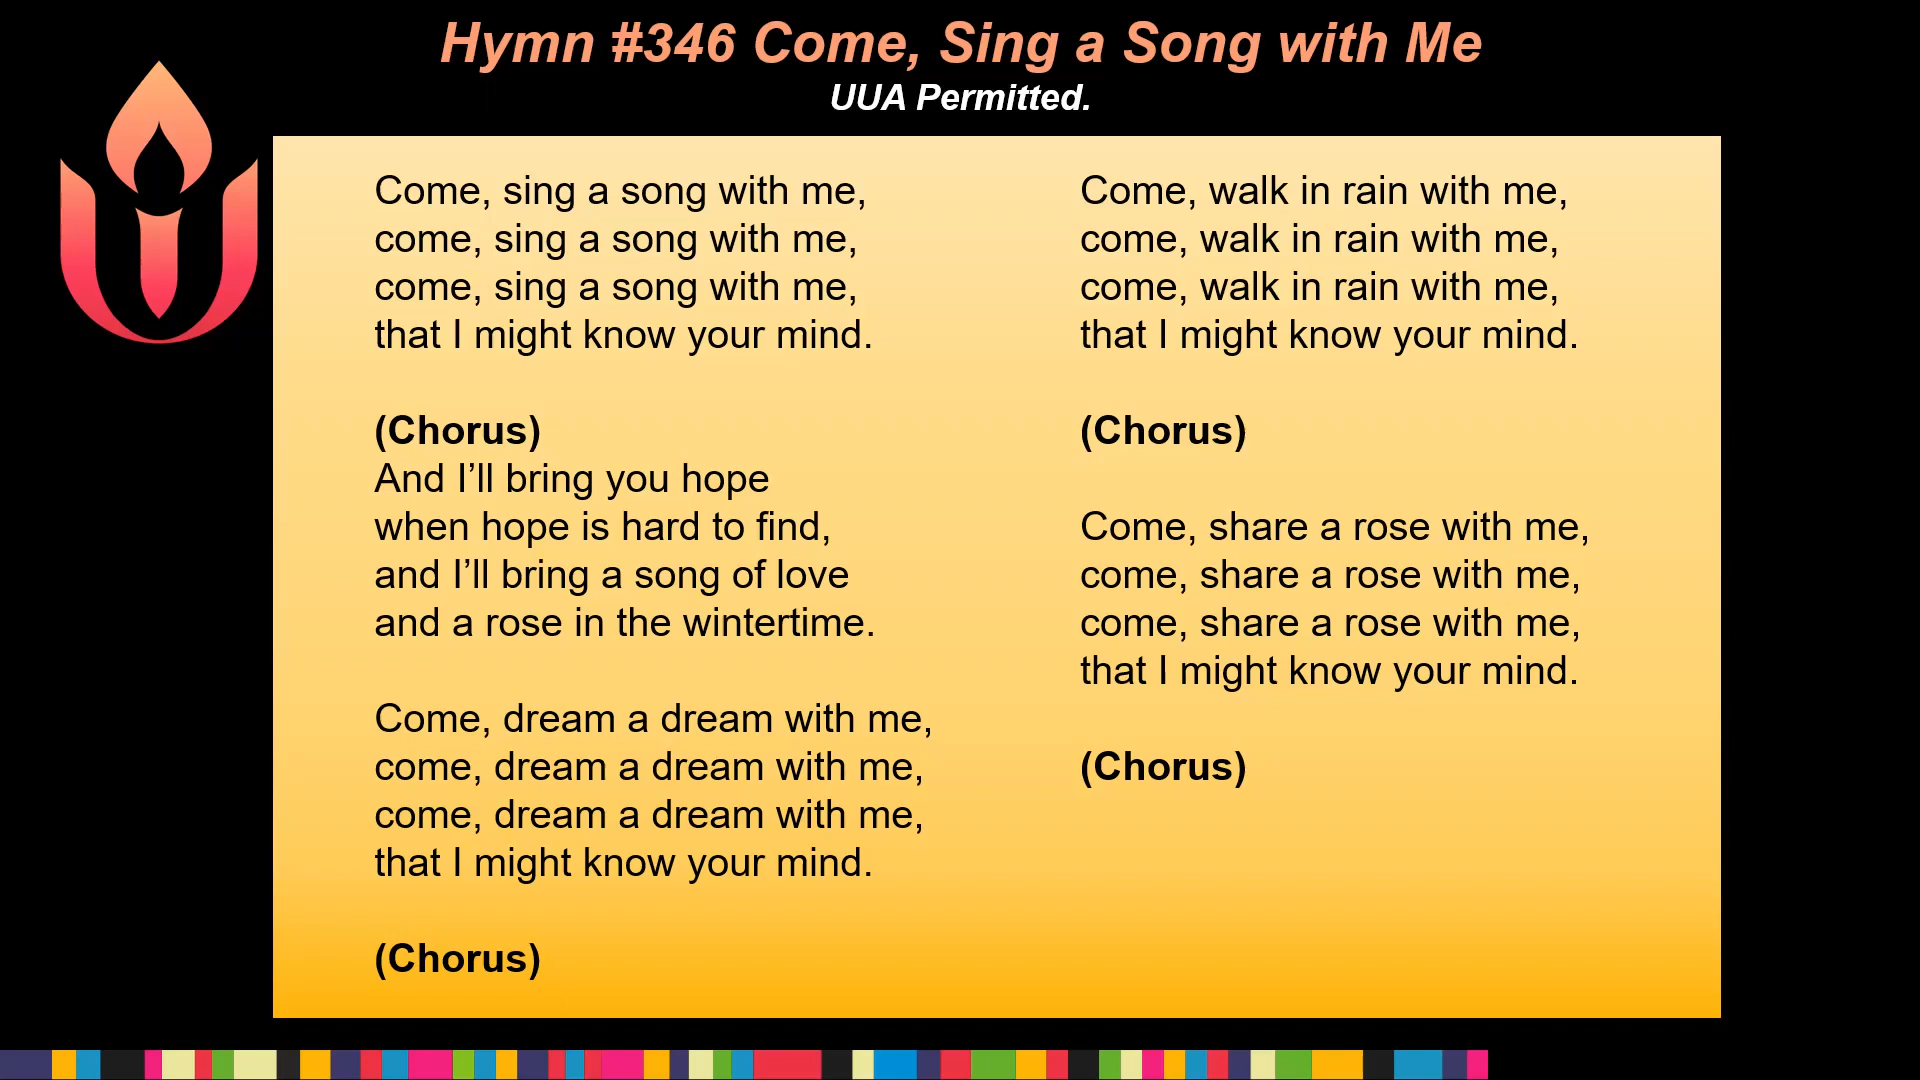 Hymn #346 Come, Sing a Song with Me
UUA Permitted.
Come, sing a song with me,
come, sing a song with me,
come, sing a song with me,
that I might know your mind.
(Chorus)
And I’ll bring you hope
when hope is hard to find,
and I’ll bring a song of love
and a rose in the wintertime.
Come, dream a dream with me,
come, dream a dream with me,
come, dream a dream with me,
that I might know your mind.
(Chorus)
Come, walk in rain with me,
come, walk in rain with me,
come, walk in rain with me,
that I might know your mind.
(Chorus)
Come, share a rose with me,
come, share a rose with me,
come, share a rose with me,
that I might know your mind.
(Chorus)